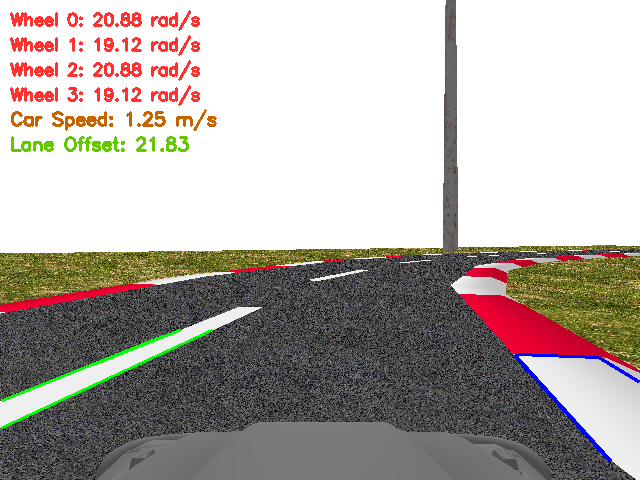 Wheel 0: 20.88 rad/s
Wheel 1: 19.12 rad/s
Wheel 2: 20.88 rad/s
Wheel 3: 19.12 rad/s
Car Speed: 1.25 m/s
Lane Offset: 21.83